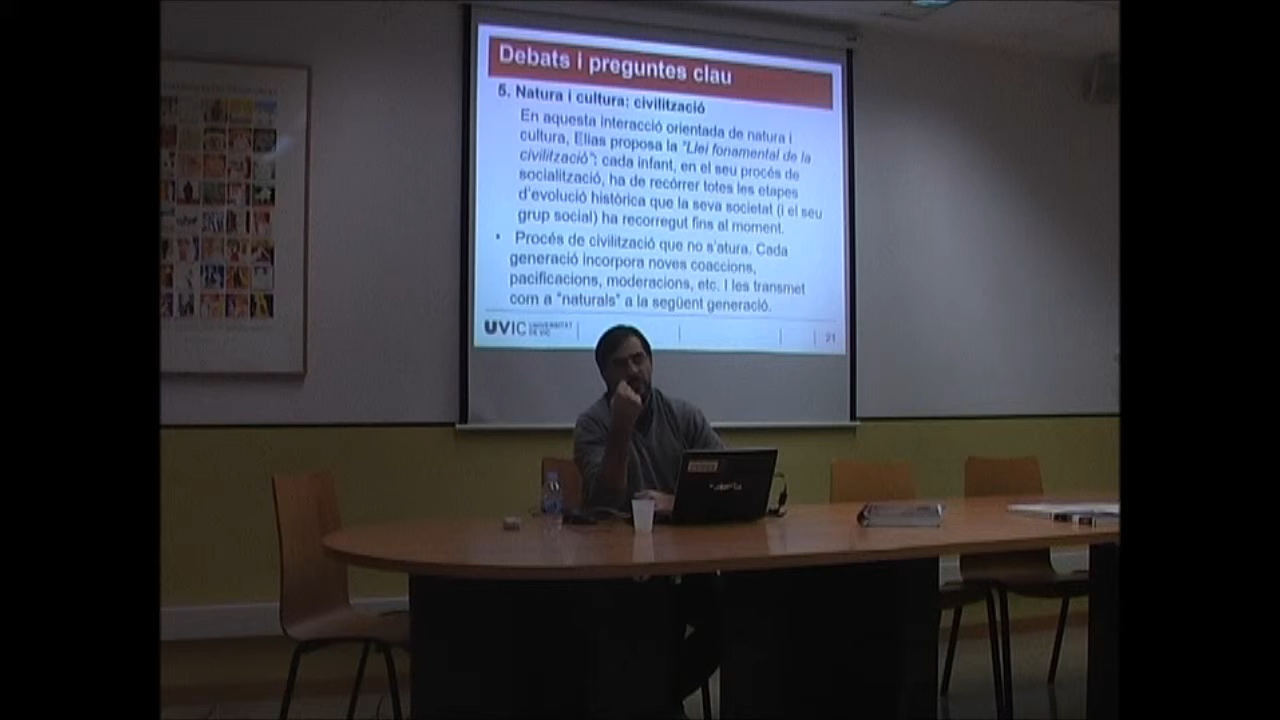 Debats i preguntes clau
5. Natura i cultura: civilització
En aquesta interacció orientada de natura i
cultura, Elias proposa la "Llei fonamental de la
civilització": cada infant, en el seu procés de
socialització, ha de recórrer totes les etapes
d'evolució històrica que la seva societat (i el seu
grup social) ha recorregut fins al moment.
• Procés de civilització que no s'atura. Cada
generació incorpora noves coaccions,
pacificacions, moderacions, etc. I les transmet
com a "naturals" a la següent generació.
UVIC UNIVERSITAT
DE VIC
21